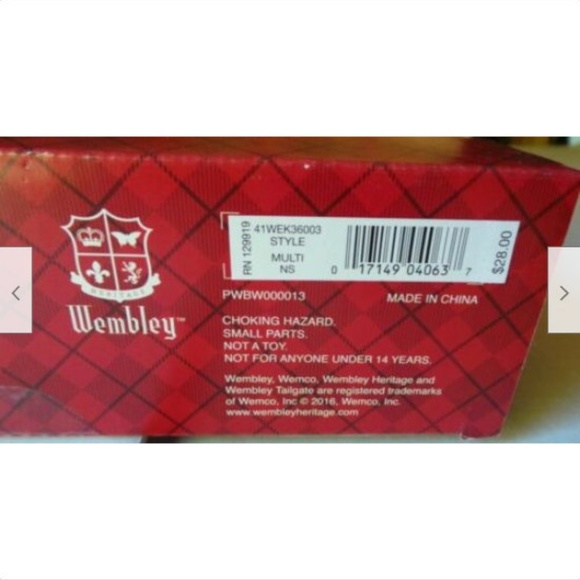 HERITAGE
Wembley™
RN 129919
41WEK36003
STYLE
MULTI
NS
0 17149 04063 7
$28.00
PWBW000013
MADE IN CHINA
CHOKING HAZARD.
SMALL PARTS.
NOT A TOY.
NOT FOR ANYONE UNDER 14 YEARS.
Wembley, Wemco, Wembley Heritage and
Wembley Tailgate are registered trademarks
of Wemco, Inc © 2016, Wemco, Inc.
www.wembleyheritage.com